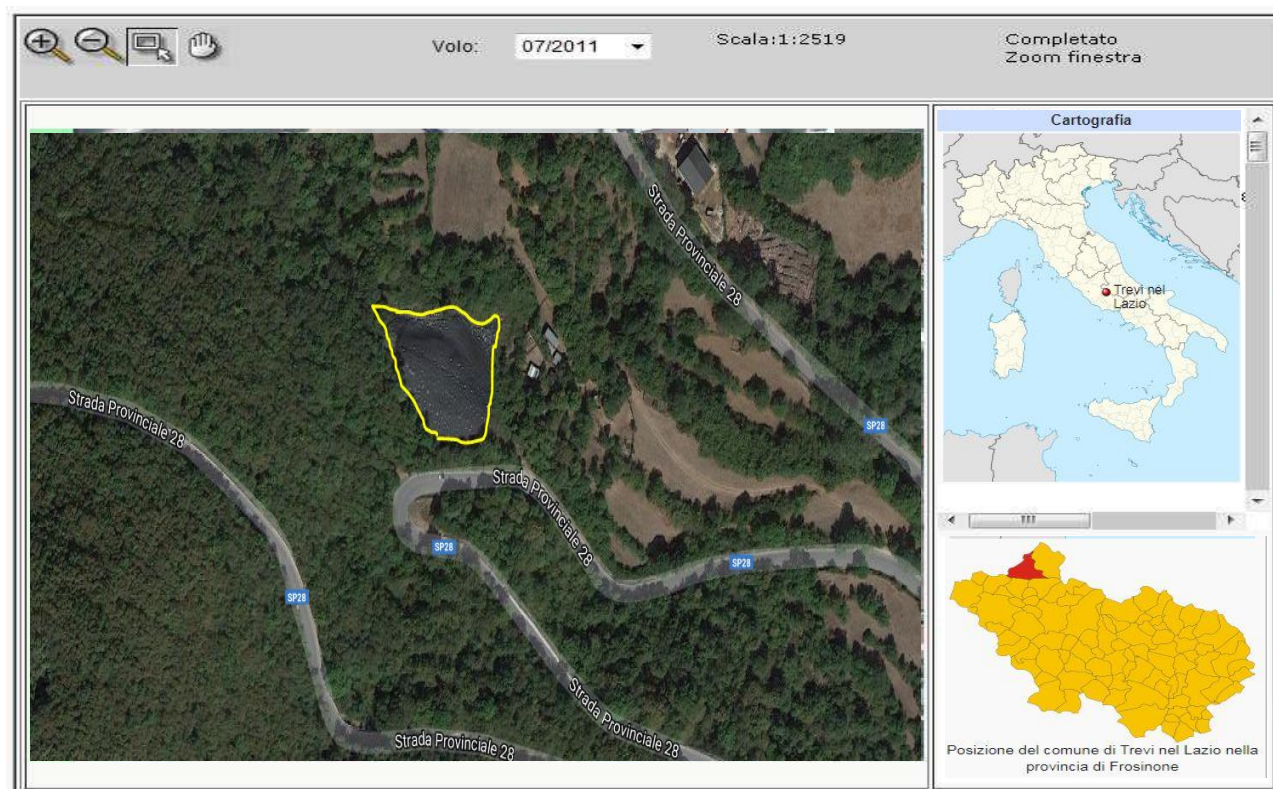 Volo:
07/2011
Scala:1:2519
Completato
Zoom finestra
Cartografia
Trevi nel
Lazio
Strada Provinciale 28
SP28
Strada Provinciale 28
Strada Provinciale 28
SP28
SP28
SP28
Strada Provinciale 28
Strada Provinciale 28
Posizione del comune di Trevi nel Lazio nella
provincia di Frosinone